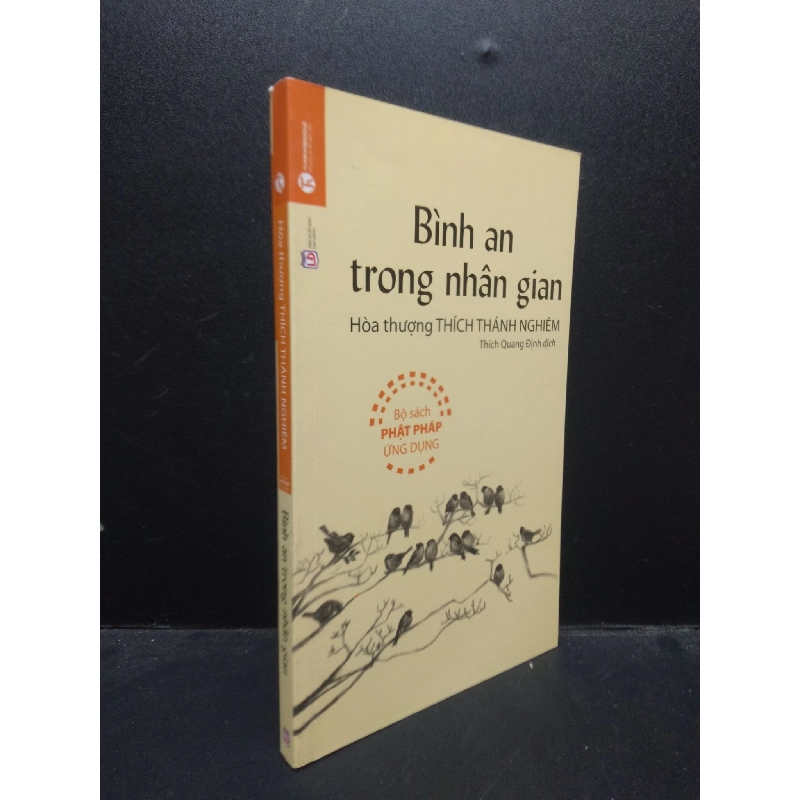 Bình an
trong nhân gian
Hòa thượng THÍCH THÁNH NGHIÊM
Thích Quang Định dịch
Bộ sách
PHẬT PHÁP
ỨNG DỤNG
Hòa thượng THÍCH THÁNH NGHIÊM
Bình an trong nhân gian